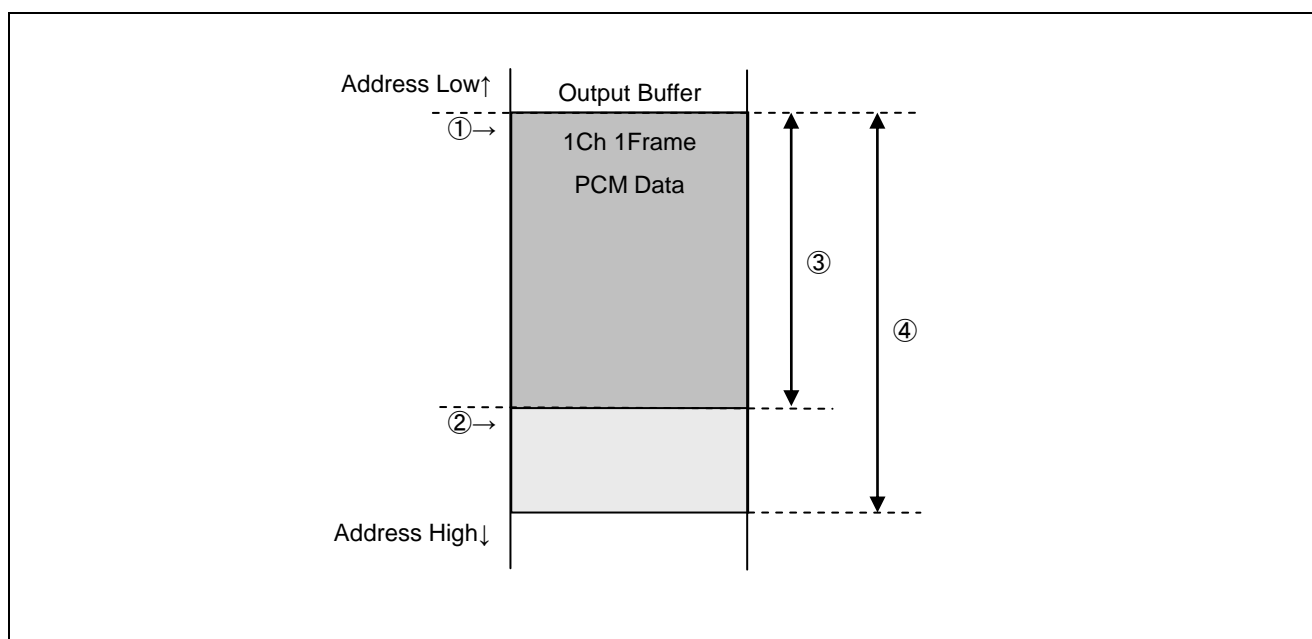 Address Low↑
Output Buffer
①→
1Ch 1Frame
PCM Data
③
④
②→
Address High↓